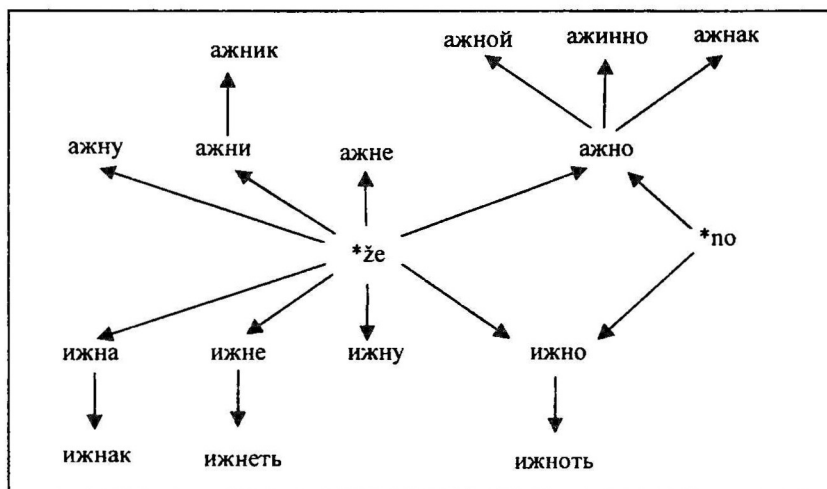 ажной ажинно ажнак
ажник
ажну ажни ажне ажно
*že *no
ижна ижне ижну ижно
ижнак ижнеть ижноть